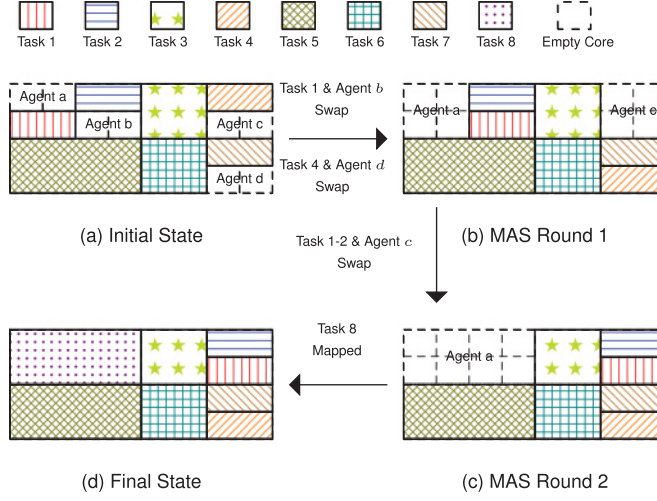 Task 1 Task 2 Task 3 Task 4 Task 5 Task 6 Task 7 Task 8 Empty Core
Agent a
Agent b
Agent c
Agent d
(a) Initial State
Task 1 & Agent b
Swap
Task 4 & Agent d
Swap
Agent a
Agent c
(b) MAS Round 1
Task 1-2 & Agent c
Swap
Agent a
(c) MAS Round 2
Task 8
Mapped
(d) Final State